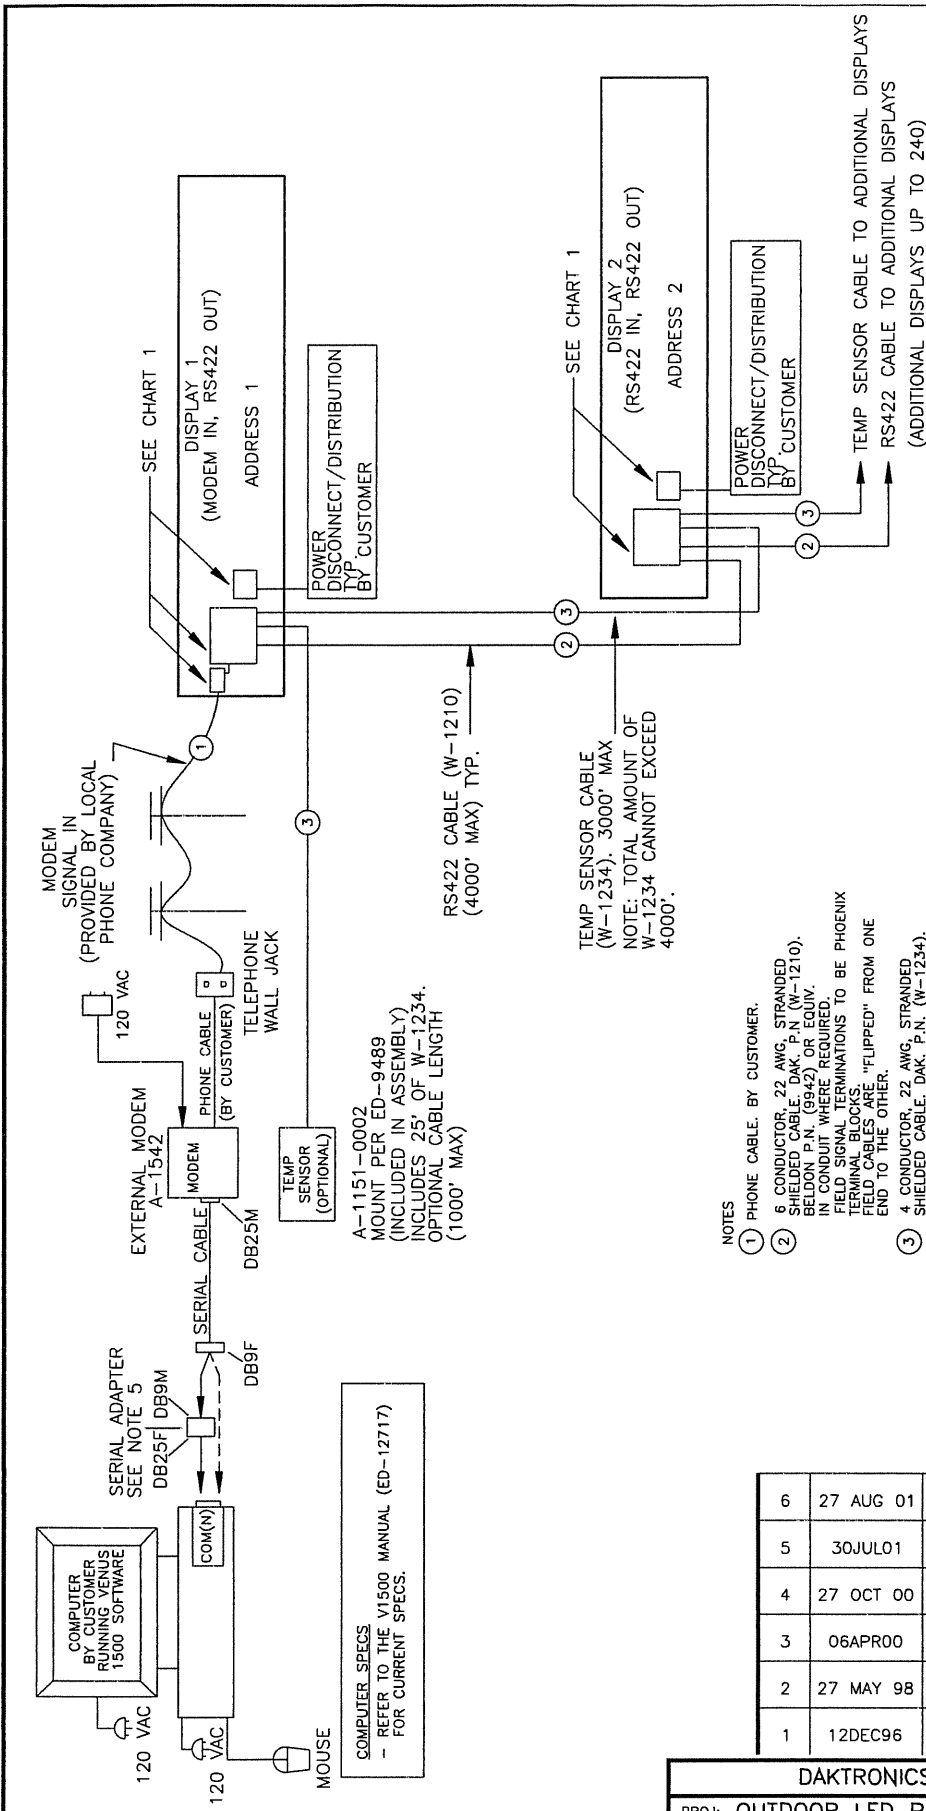 COMPUTER
BY CUSTOMER
RUNNING VENUS
1500 SOFTWARE
120 VAC
120 VAC
MOUSE
COM(N)
SERIAL ADAPTER
SEE NOTE 5
DB25F
DB9M
DB9F
SERIAL CABLE
DB25M
EXTERNAL MODEM
A-1542
MODEM
120 VAC
PHONE CABLE
(BY CUSTOMER)
TELEPHONE
WALL JACK
MODEM
SIGNAL IN
(PROVIDED BY LOCAL
PHONE COMPANY)
1
SEE CHART 1
DISPLAY 1
(MODEM IN, RS422 OUT)
ADDRESS 1
POWER
DISCONNECT/DISTRIBUTION
TYP.
BY CUSTOMER
COMPUTER SPECS
- REFER TO THE V1500 MANUAL (ED-12717)
FOR CURRENT SPECS.
TEMP
SENSOR
(OPTIONAL)
3
A-1151-0002
MOUNT PER ED-9489
(INCLUDED IN ASSEMBLY)
INCLUDES 25' OF W-1234.
OPTIONAL CABLE LENGTH
(1000' MAX)
RS422 CABLE (W-1210)
(4000' MAX) TYP.
2
3
TEMP SENSOR CABLE
(W-1234). 3000' MAX
NOTE: TOTAL AMOUNT OF
W-1234 CANNOT EXCEED
4000'.
SEE CHART 1
DISPLAY 2
(RS422 IN, RS422 OUT)
ADDRESS 2
POWER
DISCONNECT/DISTRIBUTION
TYP.
BY CUSTOMER
3
2
TEMP SENSOR CABLE TO ADDITIONAL DISPLAYS
RS422 CABLE TO ADDITIONAL DISPLAYS
(ADDITIONAL DISPLAYS UP TO 240)
NOTES
1 PHONE CABLE. BY CUSTOMER.
2 6 CONDUCTOR, 22 AWG, STRANDED
SHIELDED CABLE. DAK. P.N (W-1210).
BELDON P.N. (9942) OR EQUIV.
IN CONDUIT WHERE REQUIRED.
FIELD SIGNAL TERMINATIONS TO BE PHOENIX
TERMINAL BLOCKS.
FIELD CABLES ARE "FLIPPED" FROM ONE
END TO THE OTHER.
3 4 CONDUCTOR, 22 AWG, STRANDED
SHIELDED CABLE. DAK. P.N. (W-1234).
6 27 AUG 01
5 30JUL01
4 27 OCT 00
3 06APR00
2 27 MAY 98
1 12DEC96
DAKTRONICS